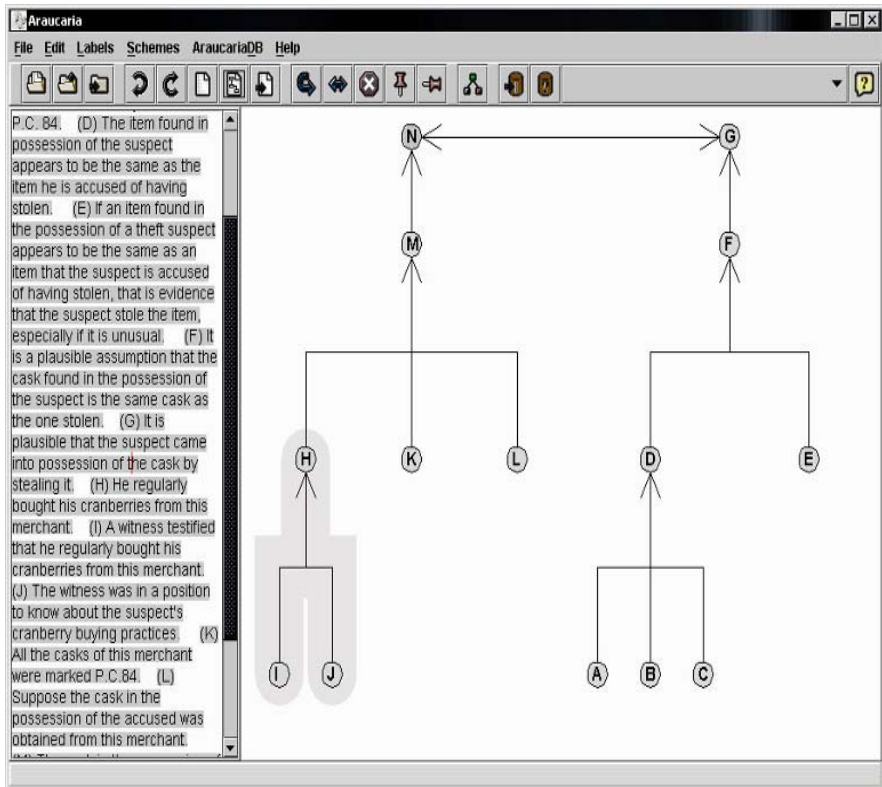 Araucaria
File Edit Labels Schemes AraucariaDB Help
P.C. 84. (D) The item found in
possession of the suspect
appears to be the same as the
item he is accused of having
stolen. (E) If an item found in
the possession of a theft suspect
appears to be the same as an
item that the suspect is accused
of having stolen, that is evidence
that the suspect stole the item,
especially if it is unusual. (F) It
is a plausible assumption that the
cask found in the possession of
the suspect is the same cask as
the one stolen. (G) It is
plausible that the suspect came
into possession of the cask by
stealing it. (H) He regularly
bought his cranberries from this
merchant. (I) A witness testified
that he regularly bought his
cranberries from this merchant.
(J) The witness was in a position
to know about the suspect's
cranberry buying practices. (K)
All the casks of this merchant
were marked P.C.84. (L)
Suppose the cask in the
possession of the accused was
obtained from this merchant.
N G
M F
H K L D E
I J A B C